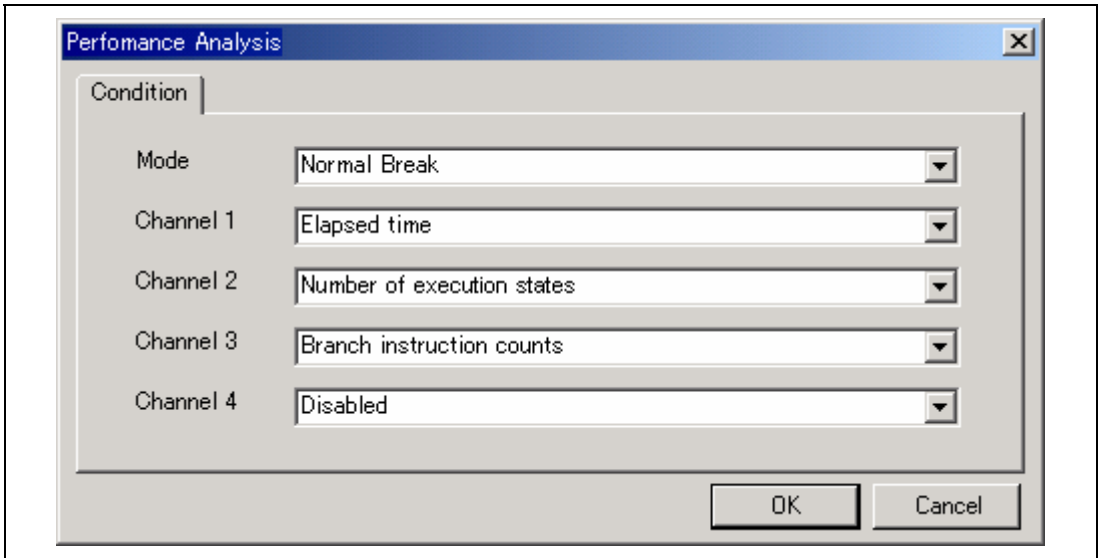 Perfomance Analysis
Condition
Mode Normal Break
Channel 1 Elapsed time
Channel 2 Number of execution states
Channel 3 Branch instruction counts
Channel 4 Disabled
OK Cancel